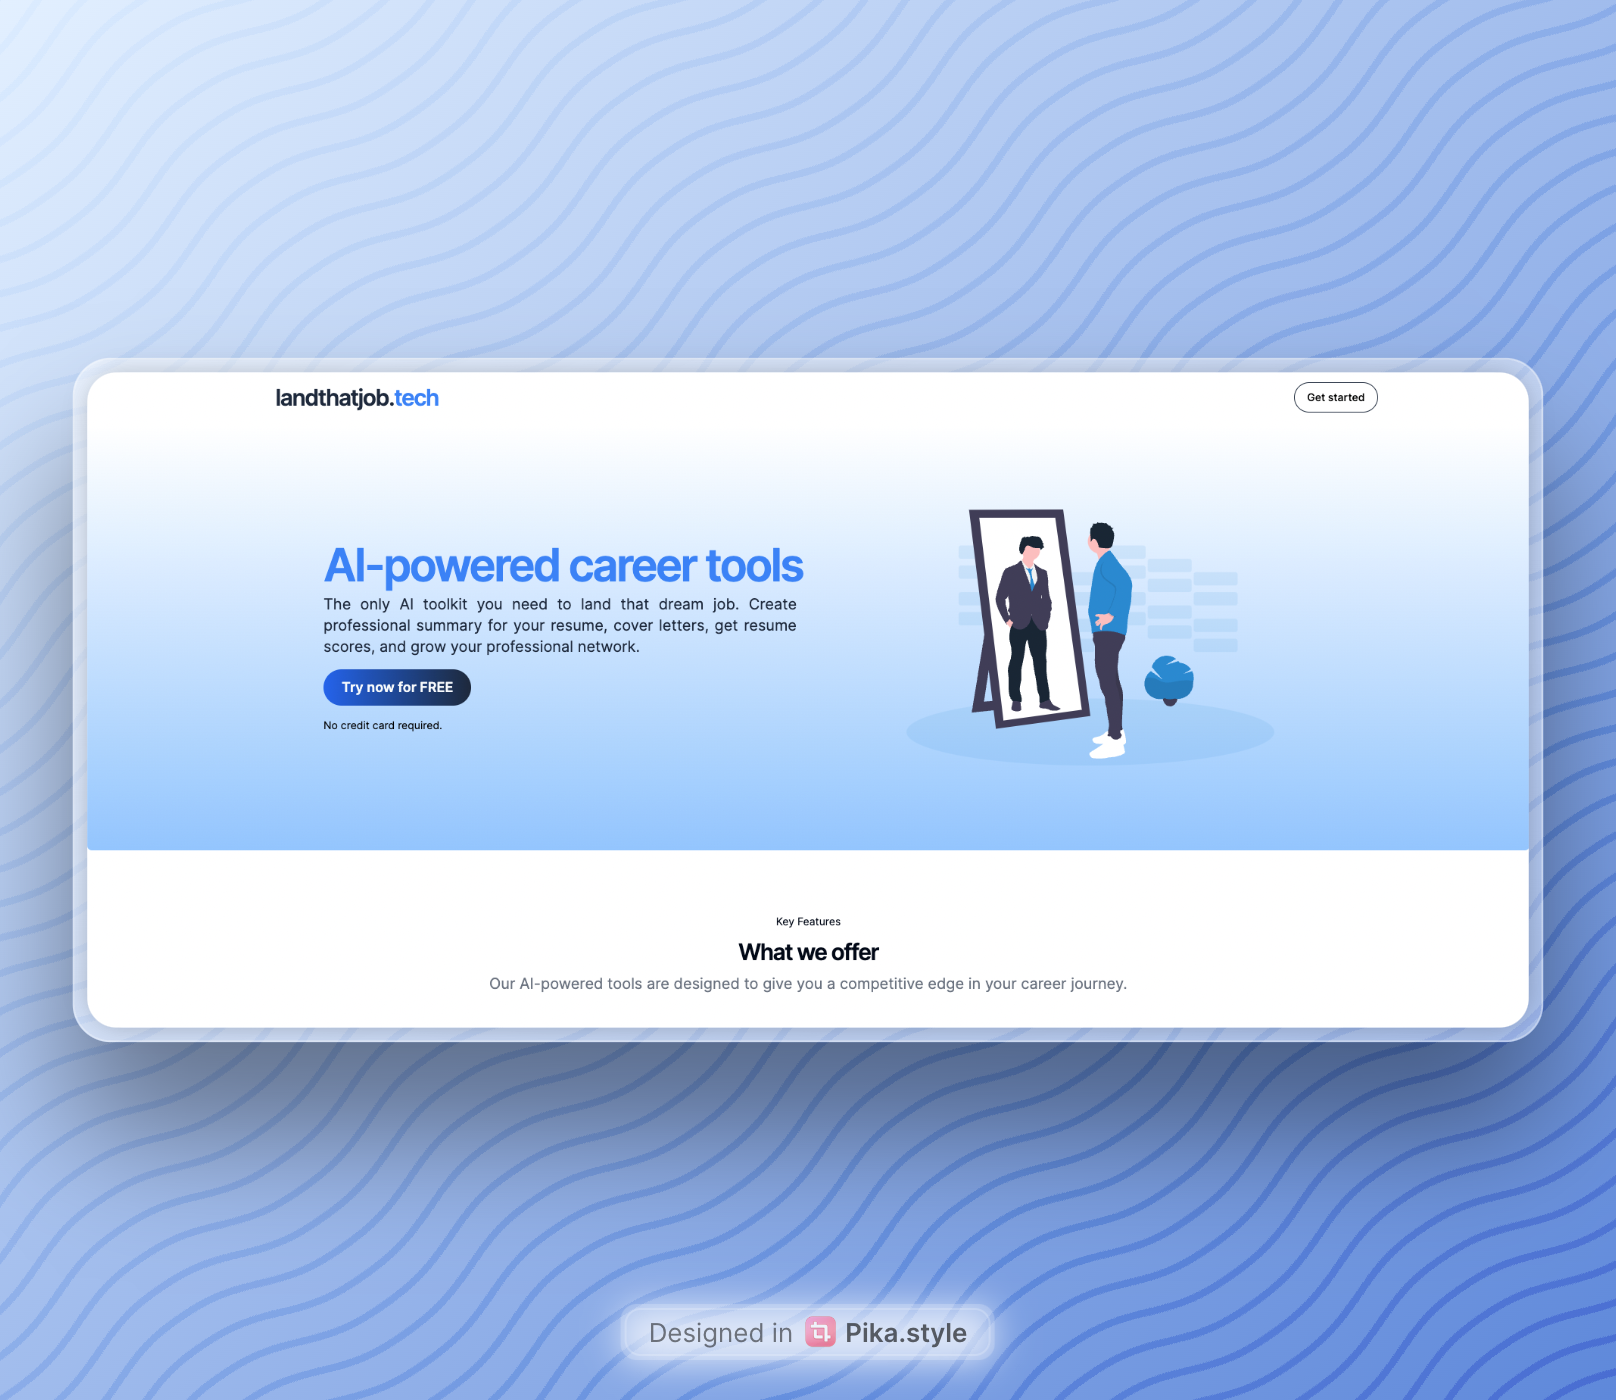 landthatjob.tech
Get started
AI-powered career tools
The only AI toolkit you need to land that dream job. Create
professional summary for your resume, cover letters, get resume
scores, and grow your professional network.
Try now for FREE
No credit card required.
Key Features
What we offer
Our AI-powered tools are designed to give you a competitive edge in your career journey.
Designed in Pika.style